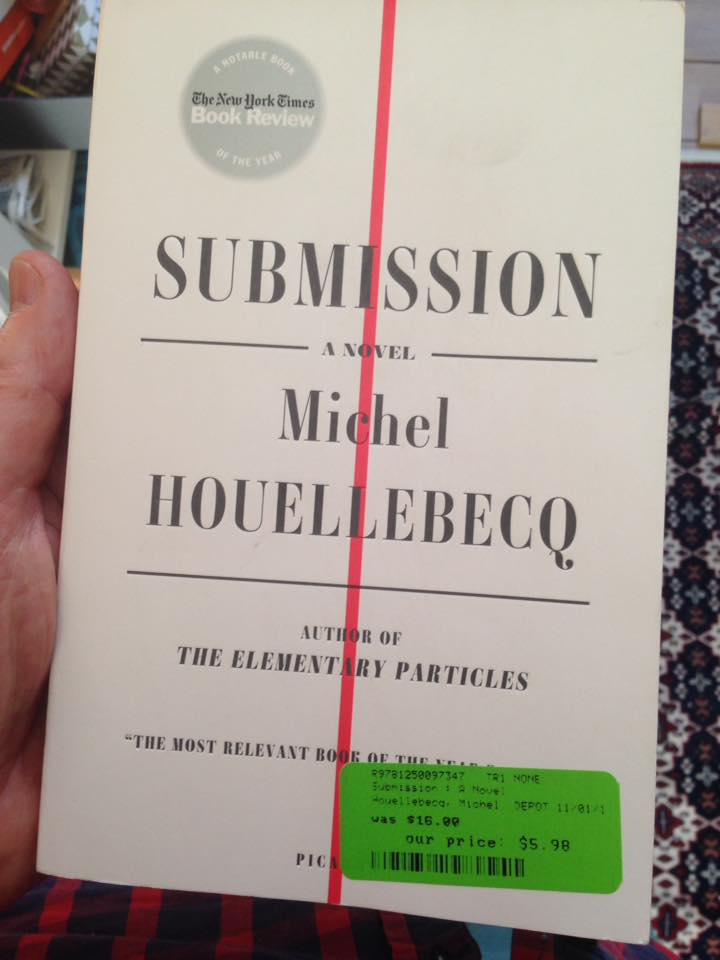 A NOTABLE BOOK
The New York Times
Book Review
OF THE YEAR
SUBMISSION
A NOVEL
Michel
HOUELLEBECQ
AUTHOR OF
THE ELEMENTARY PARTICLES
"THE MOST RELEVANT BOOK OF THE YEAR
R9781250097347 TR1 NONE
Submission : A Novel
Houellebecq, Michel DEPOT 11/01/1
was $16.00
our price: $5.98
PICA